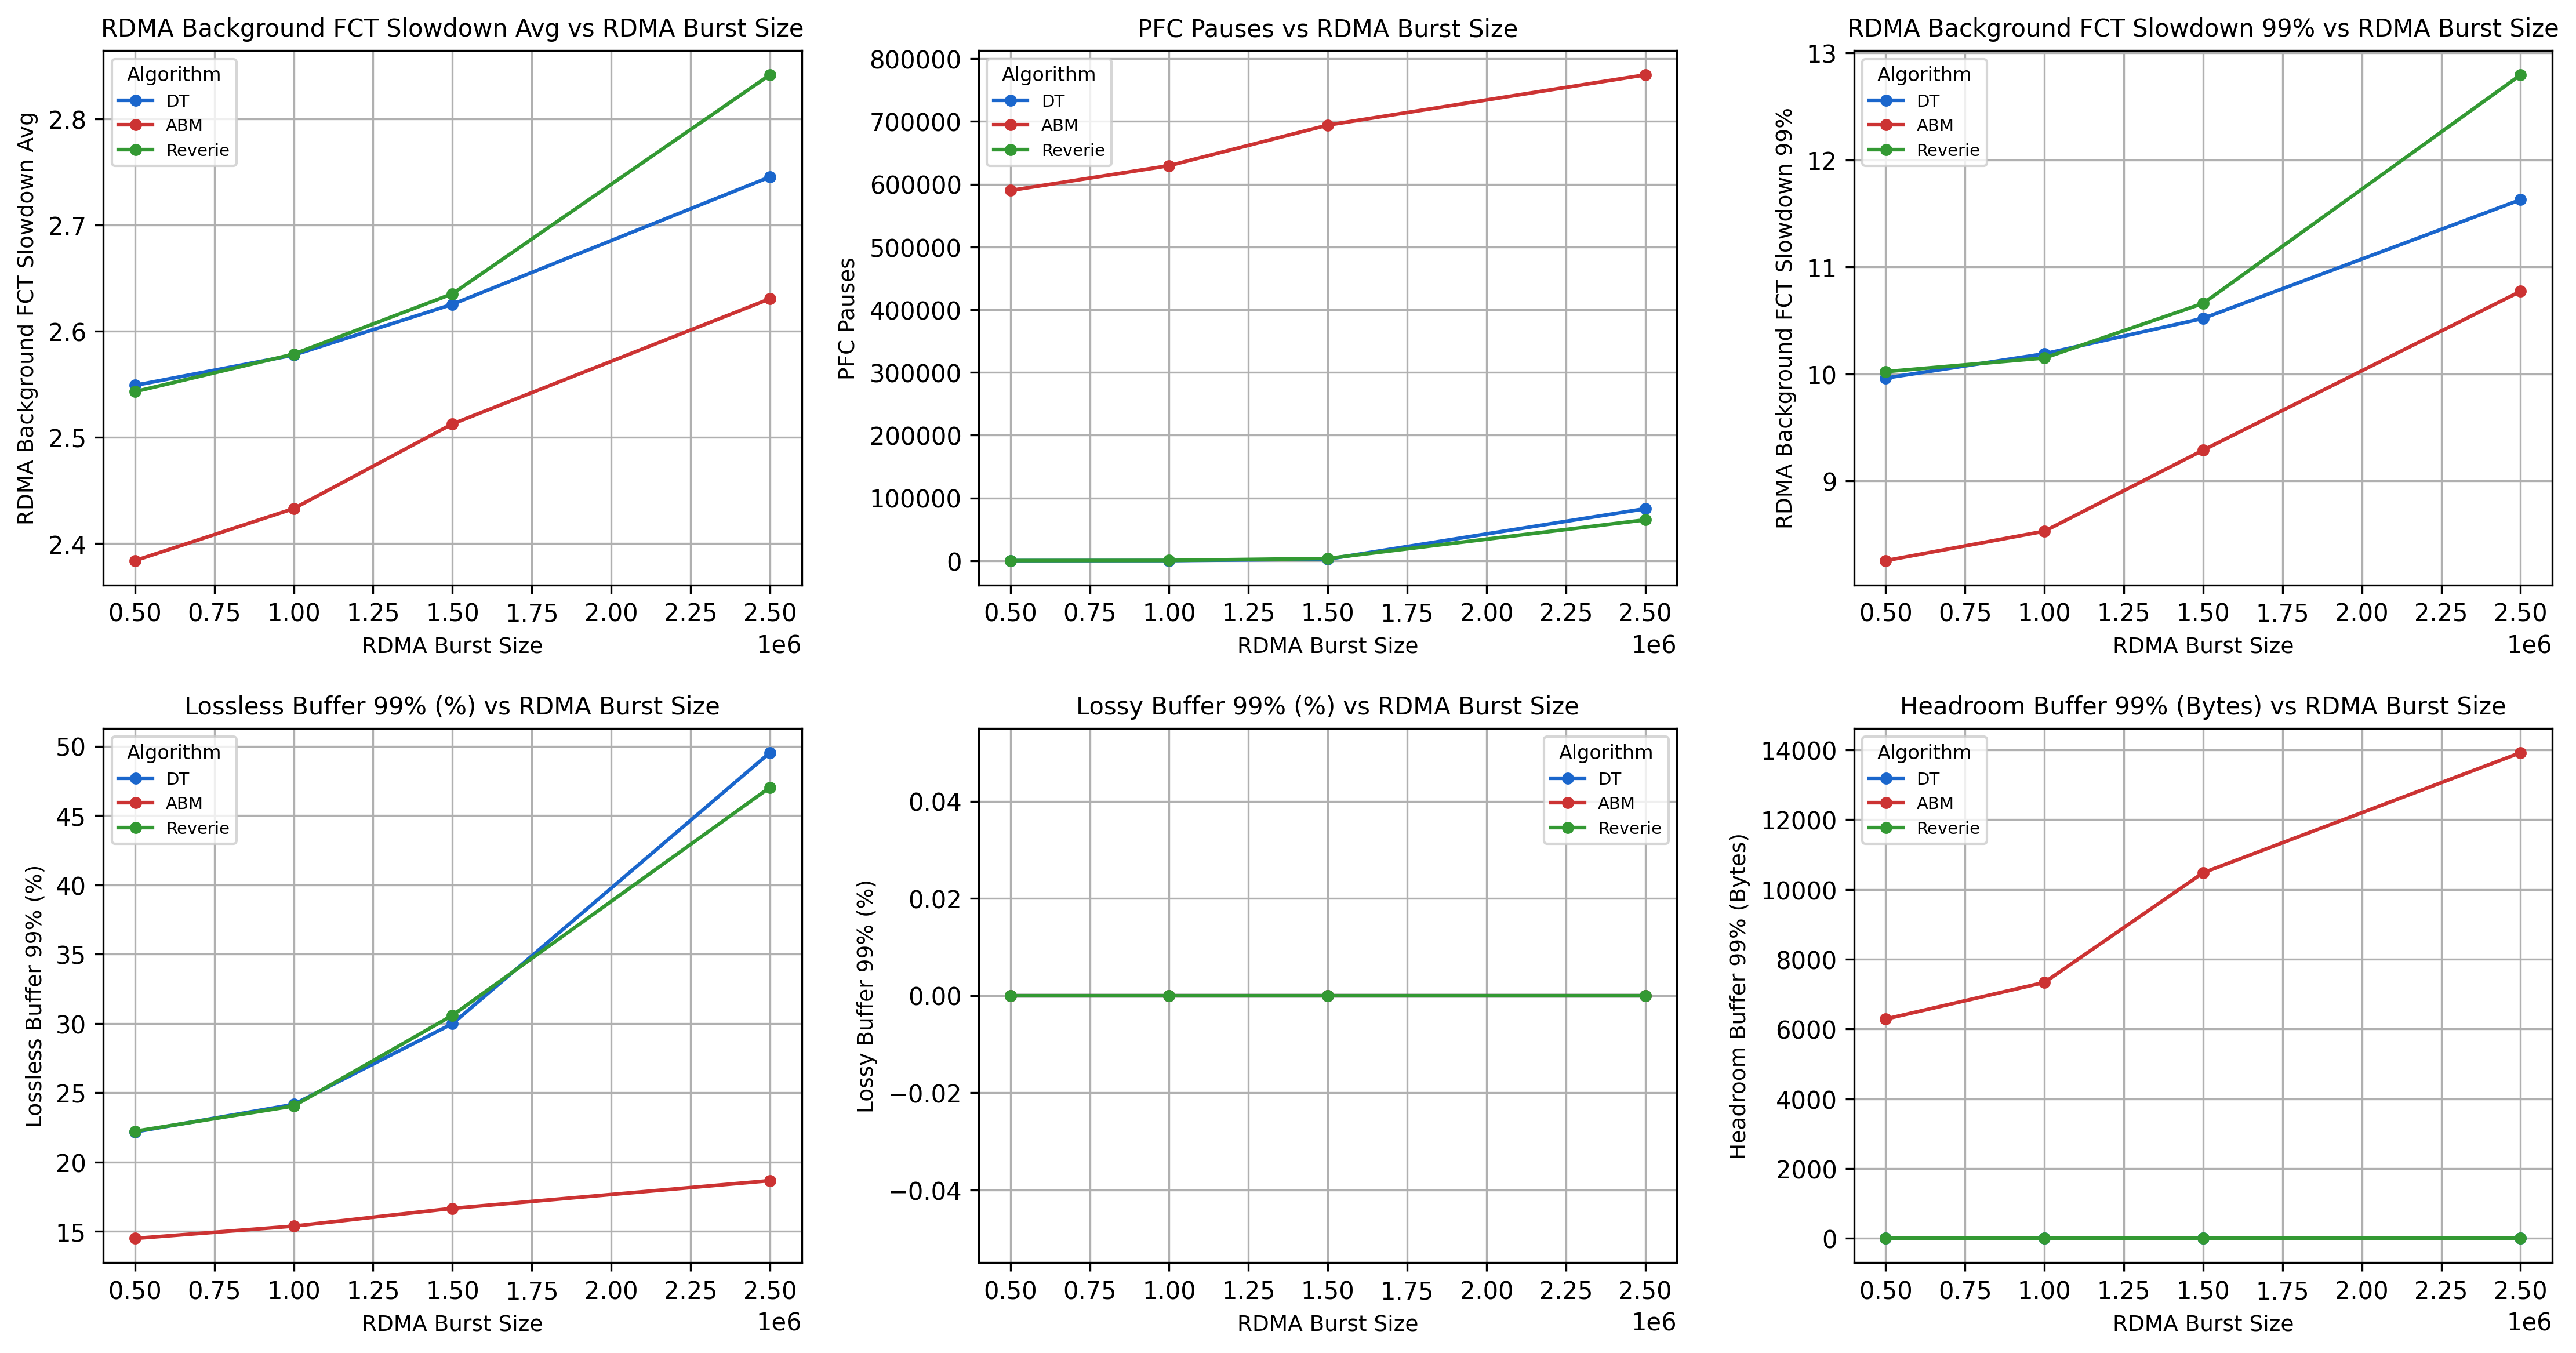 RDMA Background FCT Slowdown Avg vs RDMA Burst Size
RDMA Background FCT Slowdown Avg
2.8
2.7
2.6
2.5
2.4
Algorithm
DT
ABM
Reverie
0.50 0.75 1.00 1.25 1.50 1.75 2.00 2.25 2.50
RDMA Burst Size
1e6
PFC Pauses vs RDMA Burst Size
PFC Pauses
800000
700000
600000
500000
400000
300000
200000
100000
0
Algorithm
DT
ABM
Reverie
0.50 0.75 1.00 1.25 1.50 1.75 2.00 2.25 2.50
RDMA Burst Size
1e6
RDMA Background FCT Slowdown 99% vs RDMA Burst Size
RDMA Background FCT Slowdown 99%
13
12
11
10
9
Algorithm
DT
ABM
Reverie
0.50 0.75 1.00 1.25 1.50 1.75 2.00 2.25 2.50
RDMA Burst Size
1e6
Lossless Buffer 99% (%) vs RDMA Burst Size
Lossless Buffer 99% (%)
50
45
40
35
30
25
20
15
Algorithm
DT
ABM
Reverie
0.50 0.75 1.00 1.25 1.50 1.75 2.00 2.25 2.50
RDMA Burst Size
1e6
Lossy Buffer 99% (%) vs RDMA Burst Size
Lossy Buffer 99% (%)
0.04
0.02
0.00
−0.02
−0.04
Algorithm
DT
ABM
Reverie
0.50 0.75 1.00 1.25 1.50 1.75 2.00 2.25 2.50
RDMA Burst Size
1e6
Headroom Buffer 99% (Bytes) vs RDMA Burst Size
Headroom Buffer 99% (Bytes)
14000
12000
10000
8000
6000
4000
2000
0
Algorithm
DT
ABM
Reverie
0.50 0.75 1.00 1.25 1.50 1.75 2.00 2.25 2.50
RDMA Burst Size
1e6